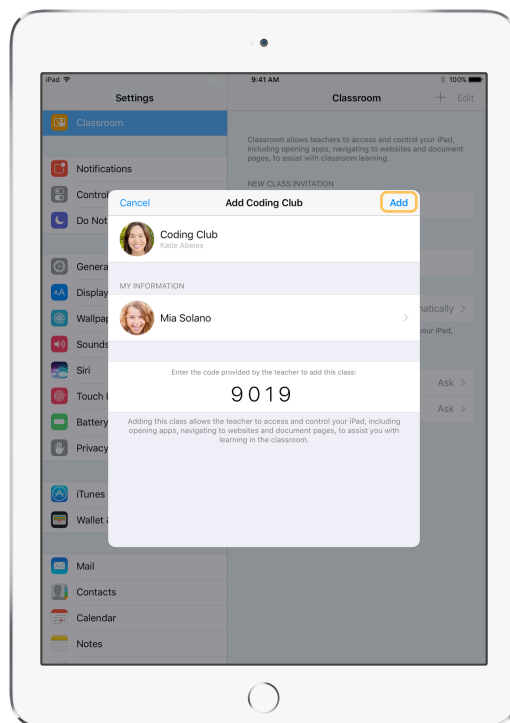 iPad 9:41 AM 100%
Settings Classroom + Edit
Classroom
Classroom allows teachers to access and control your iPad,
including opening apps, navigating to websites and document
pages, to assist with classroom learning.
Notifications
NEW CLASS INVITATION
Control
Do Not
Cancel Add Coding Club Add
Coding Club
Katie Abeles
MY INFORMATION
Mia Solano
Enter the code provided by the teacher to add this class:
9019
Adding this class allows the teacher to access and control your iPad, including
opening apps, navigating to websites and document pages, to assist you with
learning in the classroom.
Genera
Display
AA
Wallpap
Sounds
Siri
Touch I
Battery
Privacy
iTunes
Wallet &
Mail
Contacts
Calendar
Notes
matically
your iPad,
Ask
Ask